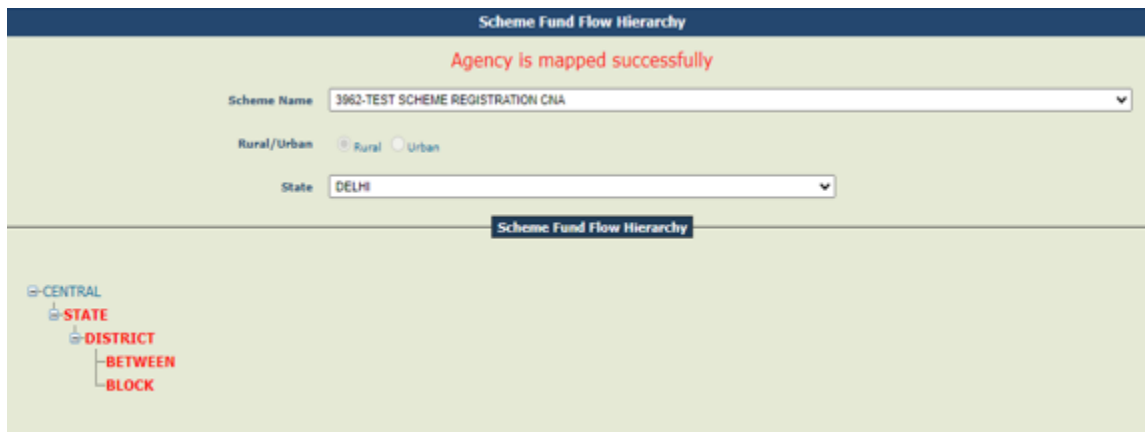 Scheme Fund Flow Hierarchy
Agency is mapped successfully
Scheme Name 3962-TEST SCHEME REGISTRATION CNA
Rural/Urban Rural Urban
State DELHI
Scheme Fund Flow Hierarchy
CENTRAL
STATE
DISTRICT
BETWEEN
BLOCK